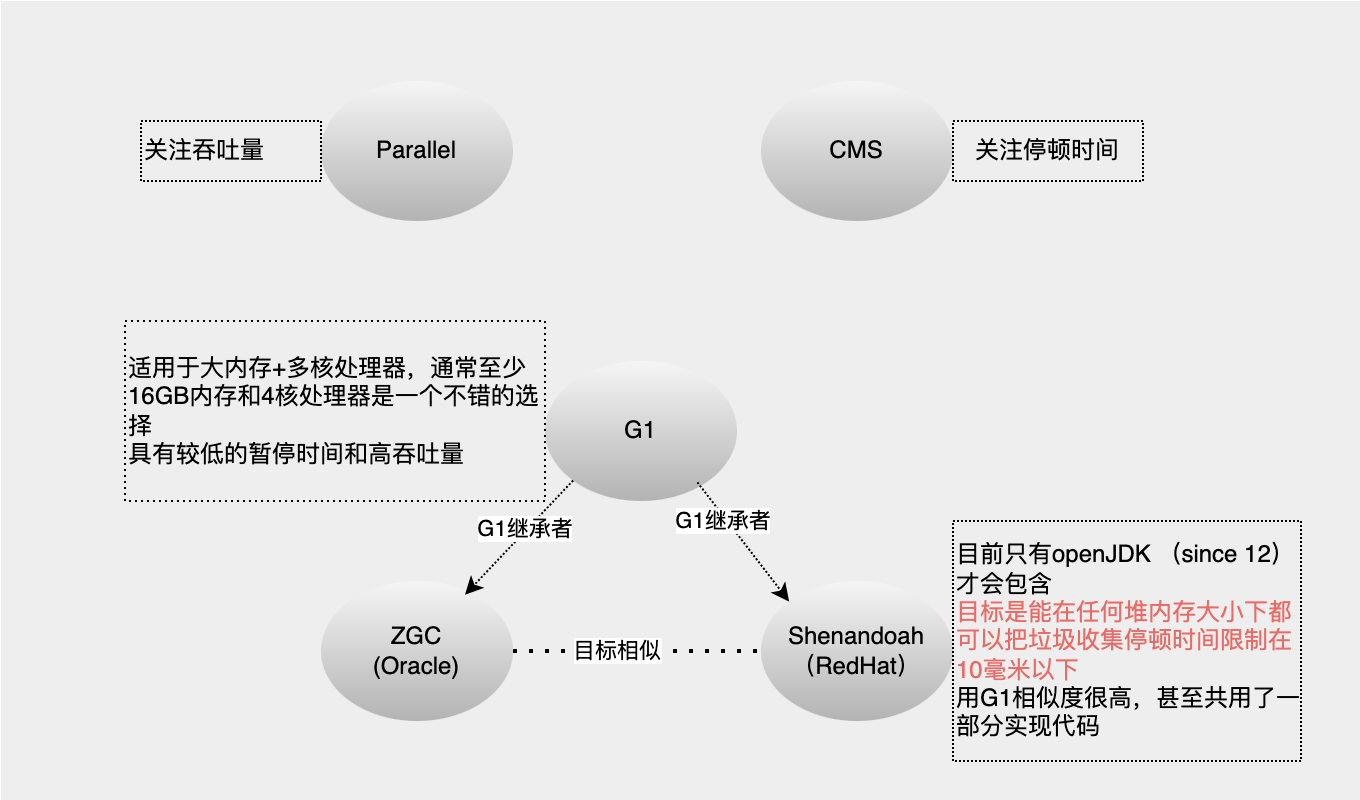 关注吞吐量
Parallel
CMS
关注停顿时间
适用于大内存+多核处理器，通常至少
16GB内存和4核处理器是一个不错的选
择
具有较低的暂停时间和高吞吐量
G1
G1继承者
G1继承者
ZGC
(Oracle)
目标相似
Shenandoah
（RedHat）
目前只有openJDK （since 12）
才会包含
目标是能在任何堆内存大小下都
可以把垃圾收集停顿时间限制在
10毫米以下
用G1相似度很高，甚至共用了一
部分实现代码